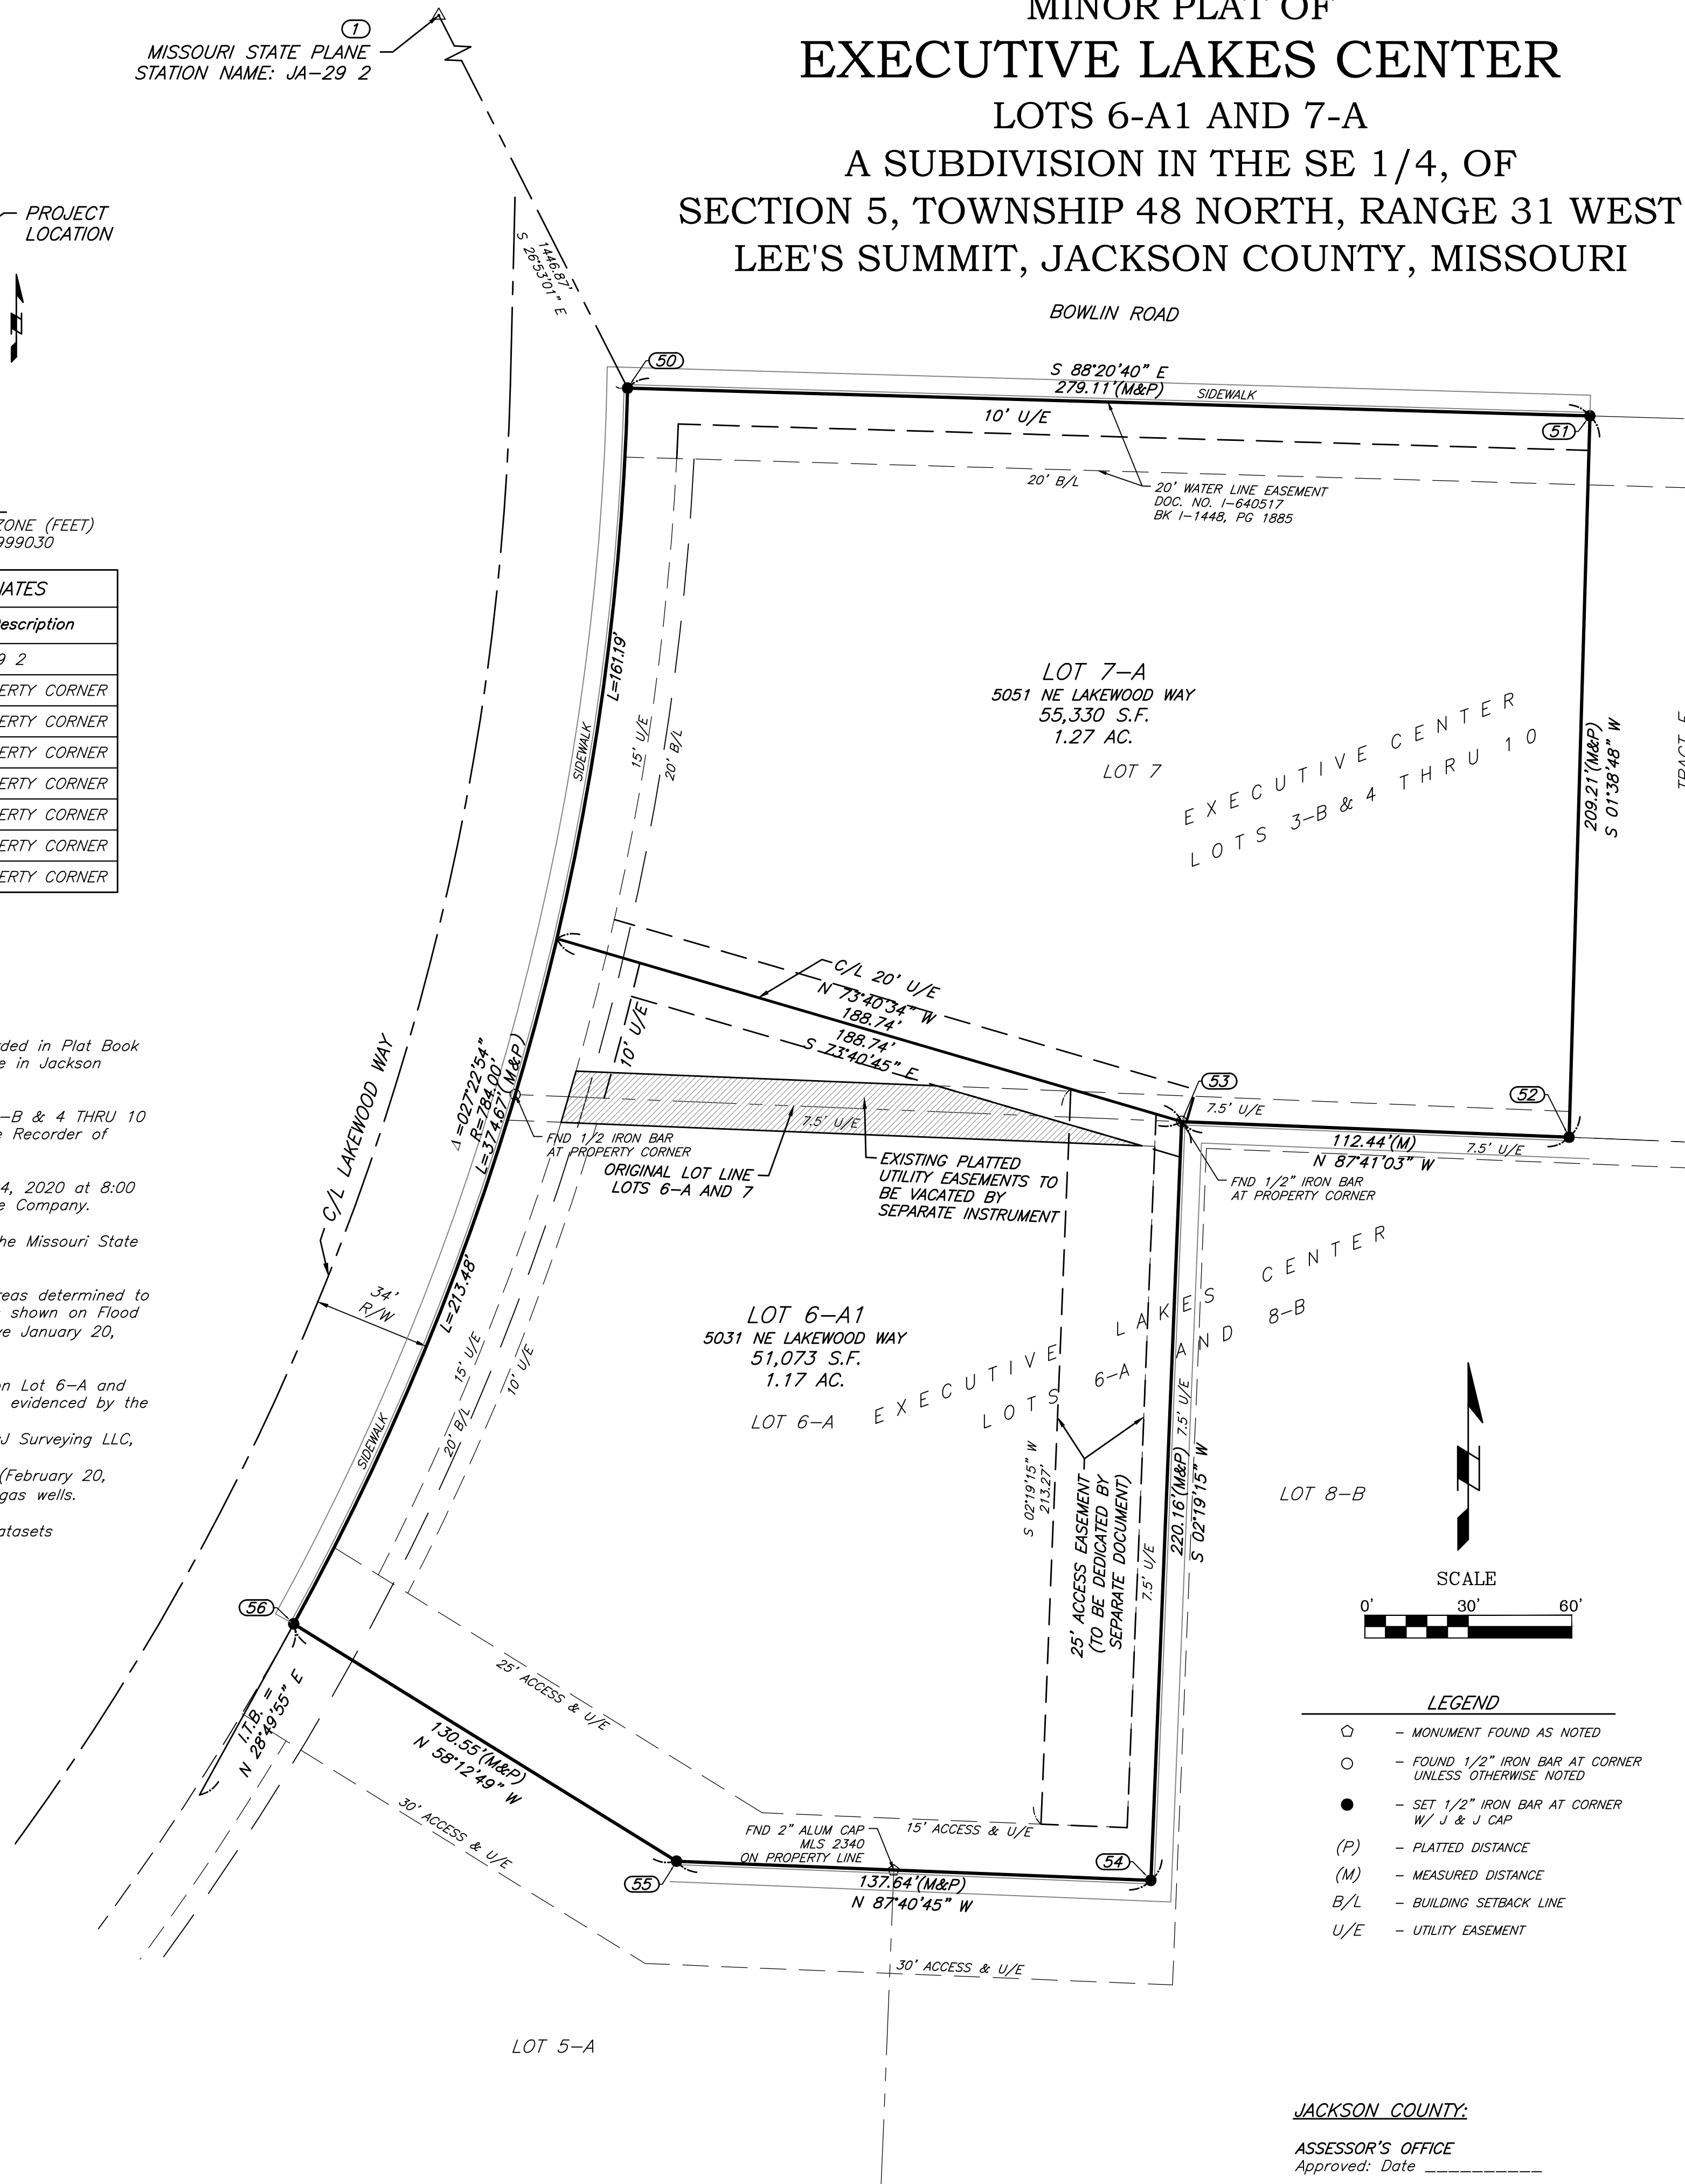 MINOR PLAT OF
EXECUTIVE LAKES CENTER
LOTS 6-A1 AND 7-A
A SUBDIVISION IN THE SE 1/4, OF
SECTION 5, TOWNSHIP 48 NORTH, RANGE 31 WEST
LEE'S SUMMIT, JACKSON COUNTY, MISSOURI
1
MISSOURI STATE PLANE
STATION NAME: JA-29 2
PROJECT
LOCATION
1446.87'
S 26°53'01" E
BOWLIN ROAD
50
S 88°20'40" E
279.11'(M&P)
SIDEWALK
10' U/E
51
20' B/L
20' WATER LINE EASEMENT
DOC. NO. I-640517
BK I-1448, PG 1885
ZONE (FEET)
999030
NATES
Description
9 2
ERTY CORNER
ERTY CORNER
ERTY CORNER
ERTY CORNER
ERTY CORNER
ERTY CORNER
ERTY CORNER
L=161.19'
SIDEWALK
15' U/E
20' B/L
LOT 7-A
5051 NE LAKEWOOD WAY
55,330 S.F.
1.27 AC.
LOT 7
EXECUTIVE CENTER
LOTS 3-B & 4 THRU 10
209.21'(M&P)
S 01°38'48" W
TRACT E
C/L 20' U/E
N 73°40'34" W
188.74'
188.74'
S 73°40'45" E
10' U/E
C/L LAKEWOOD WAY
Δ=027°22'54"
R=784.00'
L=374.67'(M&P)
7.5' U/E
FND 1/2 IRON BAR
AT PROPERTY CORNER
ORIGINAL LOT LINE
LOTS 6-A AND 7
EXISTING PLATTED
UTILITY EASEMENTS TO
BE VACATED BY
SEPARATE INSTRUMENT
53
7.5' U/E
52
112.44'(M)
7.5' U/E
N 87°41'03" W
FND 1/2" IRON BAR
AT PROPERTY CORNER
rded in Plat Book
e in Jackson
-B & 4 THRU 10
e Recorder of
4, 2020 at 8:00
e Company.
he Missouri State
reas determined to
shown on Flood
ve January 20,
on Lot 6-A and
evidenced by the
J Surveying LLC,
(February 20,
gas wells.
atasets
34'
R/W
L=213.48'
15' U/E
10' U/E
20' B/L
SIDEWALK
LOT 6-A1
5031 NE LAKEWOOD WAY
51,073 S.F.
1.17 AC.
LOT 6-A
EXECUTIVE LAKES CENTER
LOTS 6-A AND 8-B
S 02°19'15" W
213.27'
25' ACCESS EASEMENT
(TO BE DEDICATED BY
SEPARATE DOCUMENT)
7.5' U/E
220.16'(M&P)
7.5' U/E
S 02°19'15" W
LOT 8-B
SCALE
0' 30' 60'
56
I.T.B. =
N 28°49'55" E
25' ACCESS & U/E
130.55'(M&P)
N 58°12'49" W
30' ACCESS & U/E
FND 2" ALUM CAP
MLS 2340
ON PROPERTY LINE
15' ACCESS & U/E
54
55
137.64'(M&P)
N 87°40'45" W
30' ACCESS & U/E
LOT 5-A
LEGEND
- MONUMENT FOUND AS NOTED
- FOUND 1/2" IRON BAR AT CORNER
UNLESS OTHERWISE NOTED
- SET 1/2" IRON BAR AT CORNER
W/ J & J CAP
(P) - PLATTED DISTANCE
(M) - MEASURED DISTANCE
B/L - BUILDING SETBACK LINE
U/E - UTILITY EASEMENT
JACKSON COUNTY:
ASSESSOR'S OFFICE
Approved: Date __________